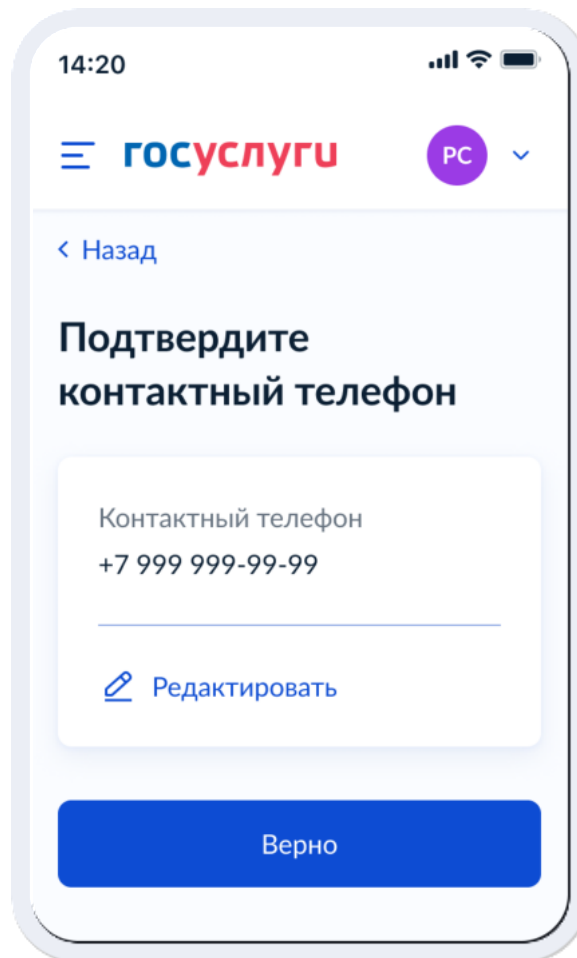 14:20
госуслуги
РС
Назад
Подтвердите
контактный телефон
Контактный телефон
+7 999 999-99-99
Редактировать
Верно